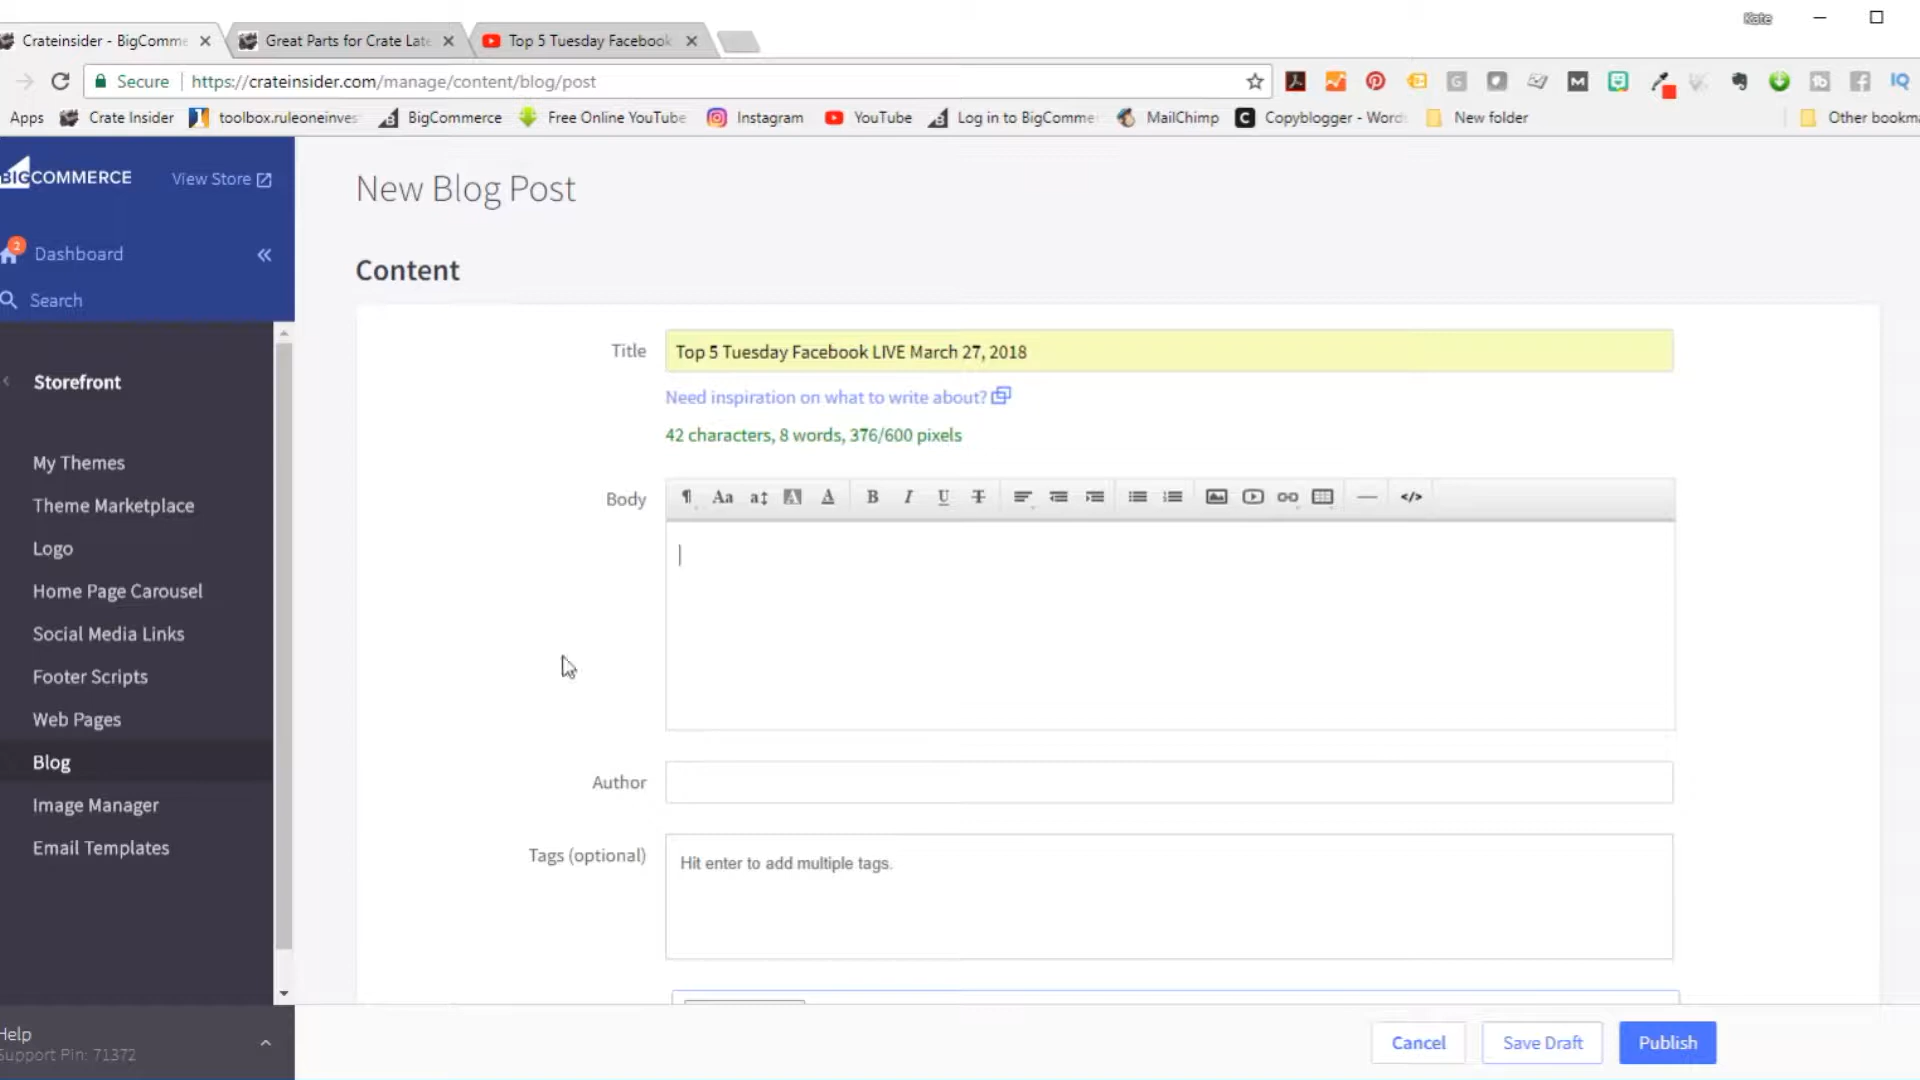 Kate
Crateinsider - BigComme
Great Parts for Crate Late
Top 5 Tuesday Facebook
Secure
https://crateinsider.com/manage/content/blog/post
Apps
Crate Insider
toolbox.ruleoneinves
BigCommerce
Free Online YouTube
Instagram
YouTube
Log in to BigComme
MailChimp
Copyblogger - Words
New folder
Other bookma
BIGCOMMERCE
View Store
2
Dashboard
Search
Storefront
My Themes
Theme Marketplace
Logo
Home Page Carousel
Social Media Links
Footer Scripts
Web Pages
Blog
Image Manager
Email Templates
Help
Support Pin: 71372
New Blog Post
Content
Title
Top 5 Tuesday Facebook LIVE March 27, 2018
Need inspiration on what to write about?
42 characters, 8 words, 376/600 pixels
Body
Author
Tags (optional)
Hit enter to add multiple tags.
Cancel
Save Draft
Publish